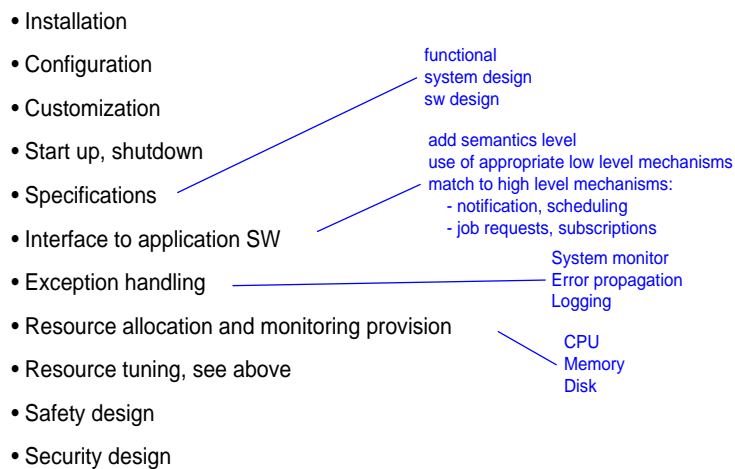 • Installation
• Configuration
• Customization
• Start up, shutdown
• Specifications
functional
system design
sw design
• Interface to application SW
add semantics level
use of appropriate low level mechanisms
match to high level mechanisms:
- notification, scheduling
- job requests, subscriptions
• Exception handling
System monitor
Error propagation
Logging
• Resource allocation and monitoring provision
CPU
Memory
Disk
• Resource tuning, see above
• Safety design
• Security design